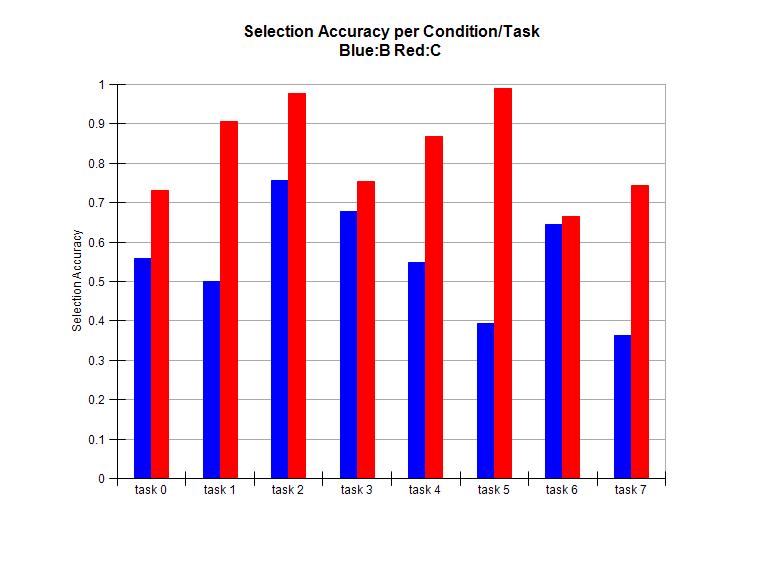 Selection Accuracy per Condition/Task
Blue:B Red:C
Selection Accuracy
1
0.9
0.8
0.7
0.6
0.5
0.4
0.3
0.2
0.1
0
task 0 task 1 task 2 task 3 task 4 task 5 task 6 task 7